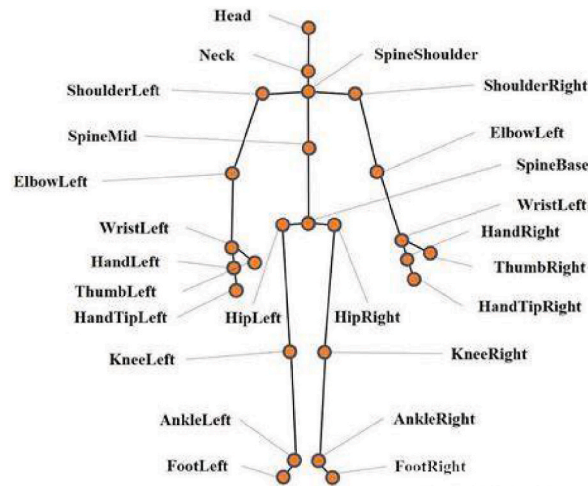 Head
Neck
SpineShoulder
ShoulderLeft
ShoulderRight
SpineMid
ElbowLeft
SpineBase
ElbowLeft
WristLeft
WristLeft
HandRight
HandLeft
ThumbRight
ThumbLeft
HandTipRight
HandTipLeft
HipLeft
HipRight
KneeLeft
KneeRight
AnkleLeft
AnkleRight
FootLeft
FootRight